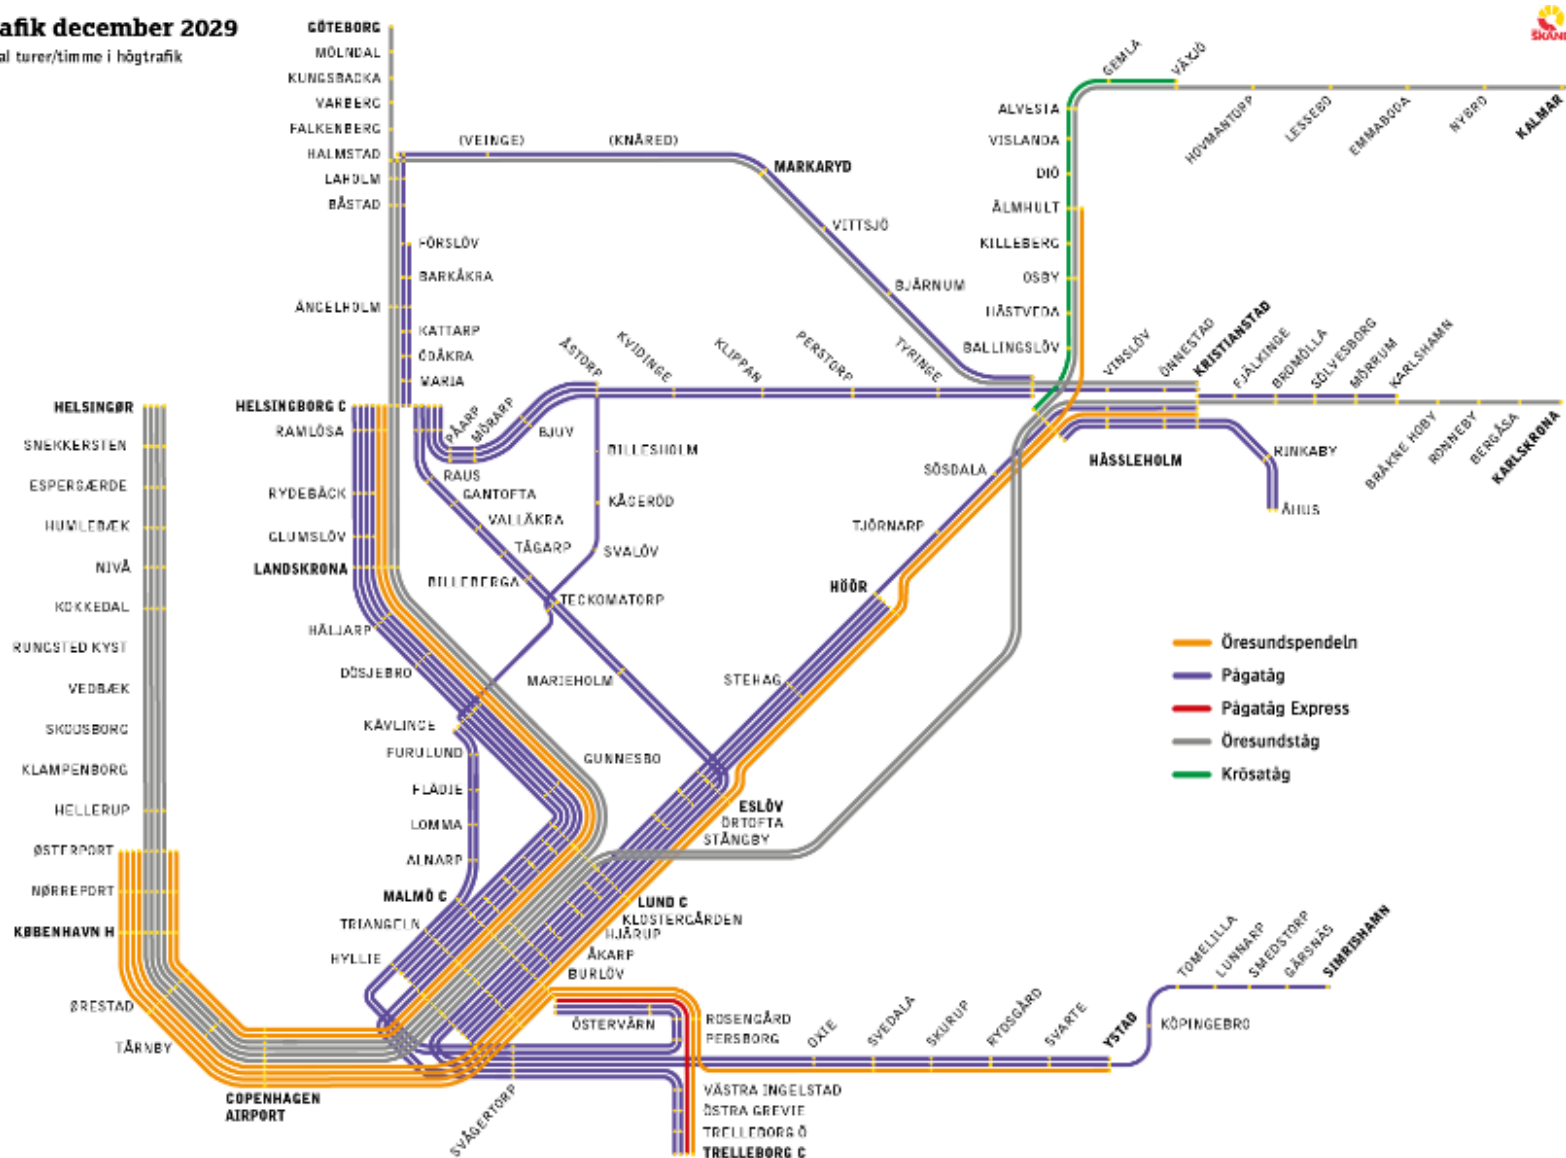 afik december 2029
al turer/timme i högtrafik
SKÅNE
GÖTEBORG
MÖLNDAL
KUNGSBACKA
VARBERG
FALKENBERG
HALMSTAD
LAHOLM
BÅSTAD
(VEINGE)
(KNÄRED)
MARKARYD
VITTSJÖ
BJÄRNUM
FÖRSLÖV
BARKÅKRA
ÄNGELHOLM
KATTARP
ÖDÅKRA
MARIA
GEMLA
VÄXJÖ
ALVESTA
VISLANDA
DIÖ
ÄLMHULT
KILLEBERG
OSBY
HÄSTVEDA
BALLINGSLÖV
HOVMANTORP
LESSEBO
EMMABODA
NYBRO
KALMAR
ÅSTORP
KVIDINGE
KLIPPAN
PERSTORP
TYRINGE
VINSLÖV
ÖNNESTAD
KRISTIANSTAD
FJÄLKINGE
BROMÖLLA
SÖLVESBORG
MÖRRUM
KARLSHAMN
BRÄKNE HOBY
RONNEBY
BERGÅSA
KARLSKRONA
HELSINGØR
SNEKKERSTEN
ESPERGÆRDE
HUMLEBÆK
NIVÅ
KOKKEDAL
RUNGSTED KYST
VEDBÆK
SKODSBORG
KLAMPENBORG
HELLERUP
ØSTERPORT
NØRREPORT
KØBENHAVN H
ØRESTAD
TÅRNBY
COPENHAGEN
AIRPORT
HELSINGBORG C
RAMLÖSA
RYDEBÄCK
GLUMSLÖV
LANDSKRONA
HÄLJARP
DÖSJEBRO
KÄVLINGE
FURULUND
FLÄDIE
LOMMA
ALNARP
MALMÖ C
TRIANGELN
HYLLIE
PÅARP
MÖRARP
BJUV
RAUS
GANTOFTA
VALLÅKRA
TÅGARP
BILLEBERGA
TECKOMATORP
MARIEHOLM
BILLESHOLM
KÅGERÖD
SVALÖV
GUNNESBO
HÄSSLEHOLM
RINKABY
ÅHUS
SÖSDALA
TJÖRNARP
HÖÖR
STEHAG
ESLÖV
ÖRTOFTA
STÅNGBY
LUND C
KLOSTERGÅRDEN
HJÄRUP
ÅKARP
BURLÖV
Öresundspendeln
Pågatåg
Pågatåg Express
Öresundståg
Krösatåg
ÖSTERVÄRN
ROSENGÅRD
PERSBORG
OXIE
SVEDALA
SKURUP
RYDSGÅRD
SVARTE
YSTAD
KÖPINGEBRO
TOMELILLA
LUNNARP
SMEDSTORP
GÄRSNÄS
SIMRISHAMN
SVÅGERTORP
VÄSTRA INGELSTAD
ÖSTRA GREVIE
TRELLEBORG Ö
TRELLEBORG C